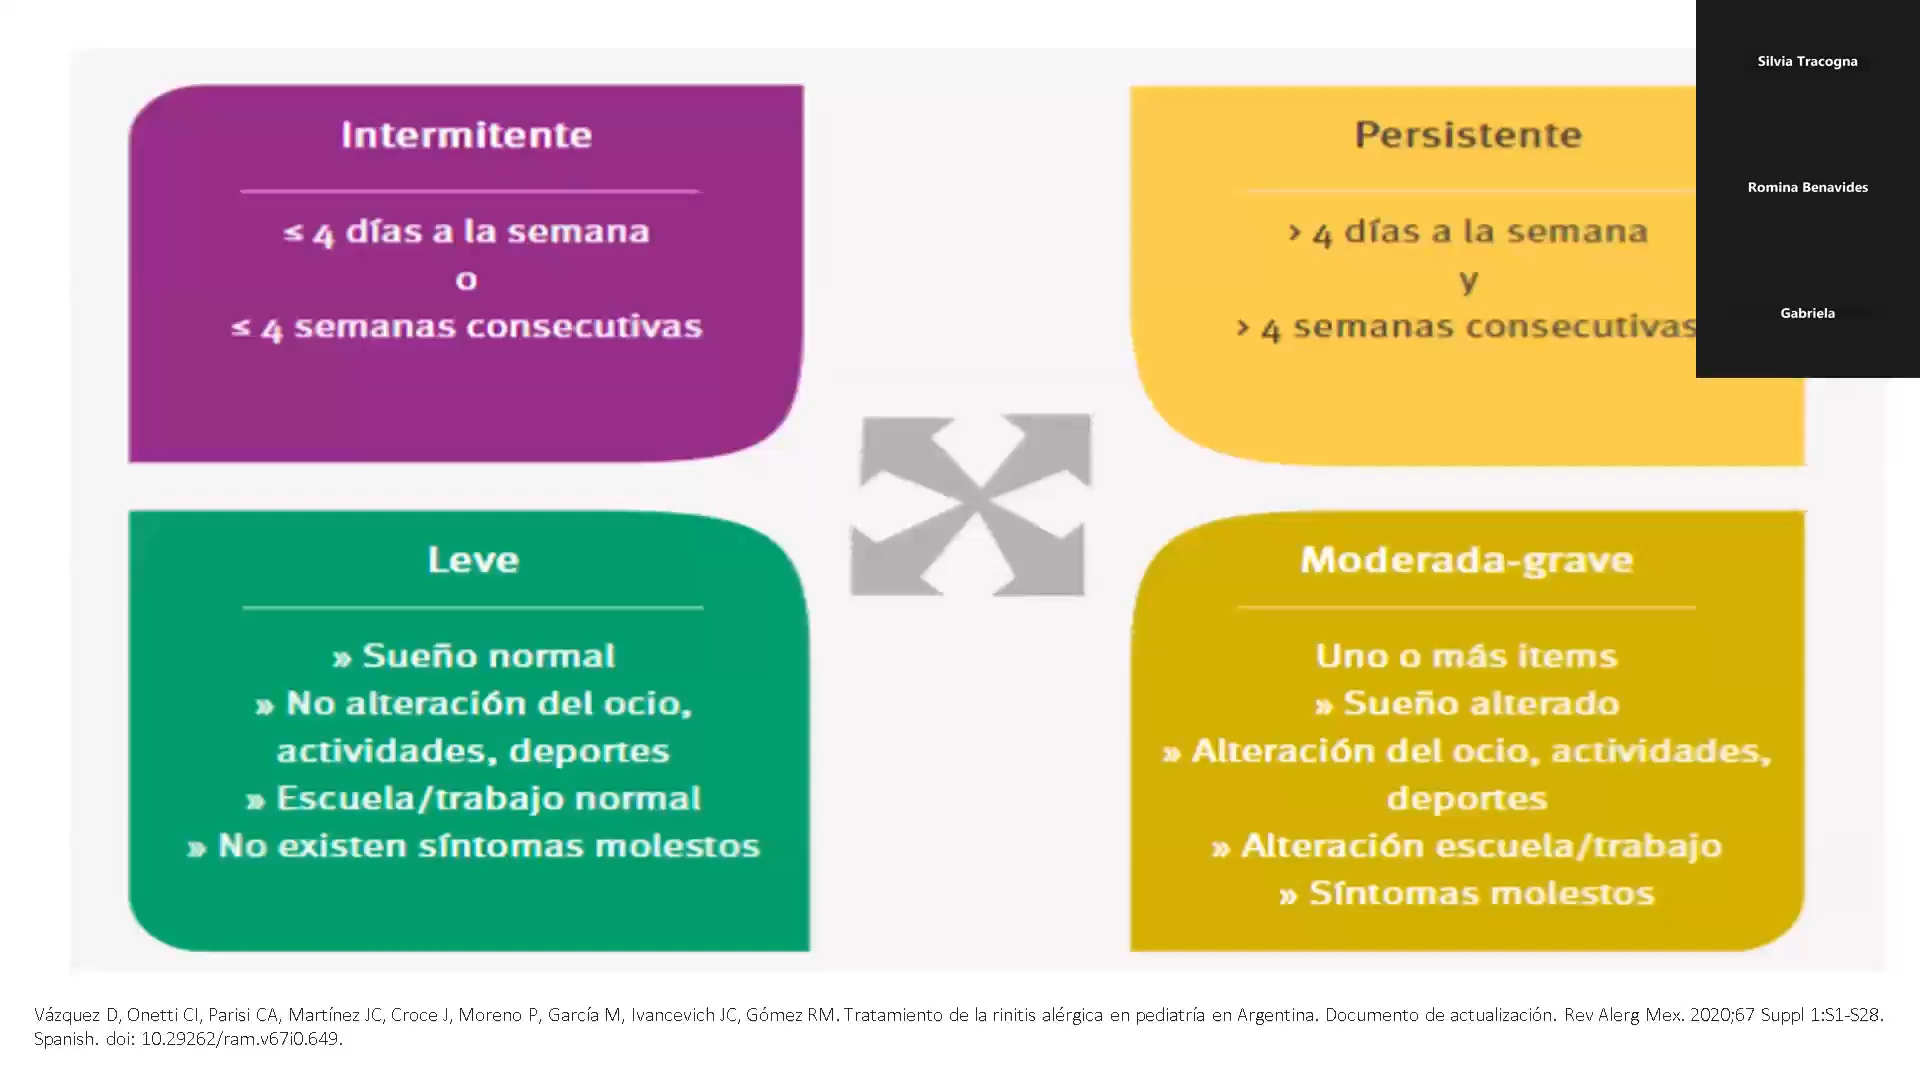 Intermitente
≤ 4 días a la semana
o
≤ 4 semanas consecutivas
Persistente
> 4 días a la semana
y
> 4 semanas consecutivas
Silvia Tracogna
Romina Benavides
Gabriela
Leve
» Sueño normal
» No alteración del ocio,
actividades, deportes
» Escuela/trabajo normal
» No existen síntomas molestos
Moderada-grave
Uno o más items
» Sueño alterado
» Alteración del ocio, actividades,
deportes
» Alteración escuela/trabajo
» Síntomas molestos
Vázquez D, Onetti CI, Parisi CA, Martínez JC, Croce J, Moreno P, García M, Ivancevich JC, Gómez RM. Tratamiento de la rinitis alérgica en pediatría en Argentina. Documento de actualización. Rev Alerg Mex. 2020;67 Suppl 1:S1-S28.
Spanish. doi: 10.29262/ram.v67i0.649.